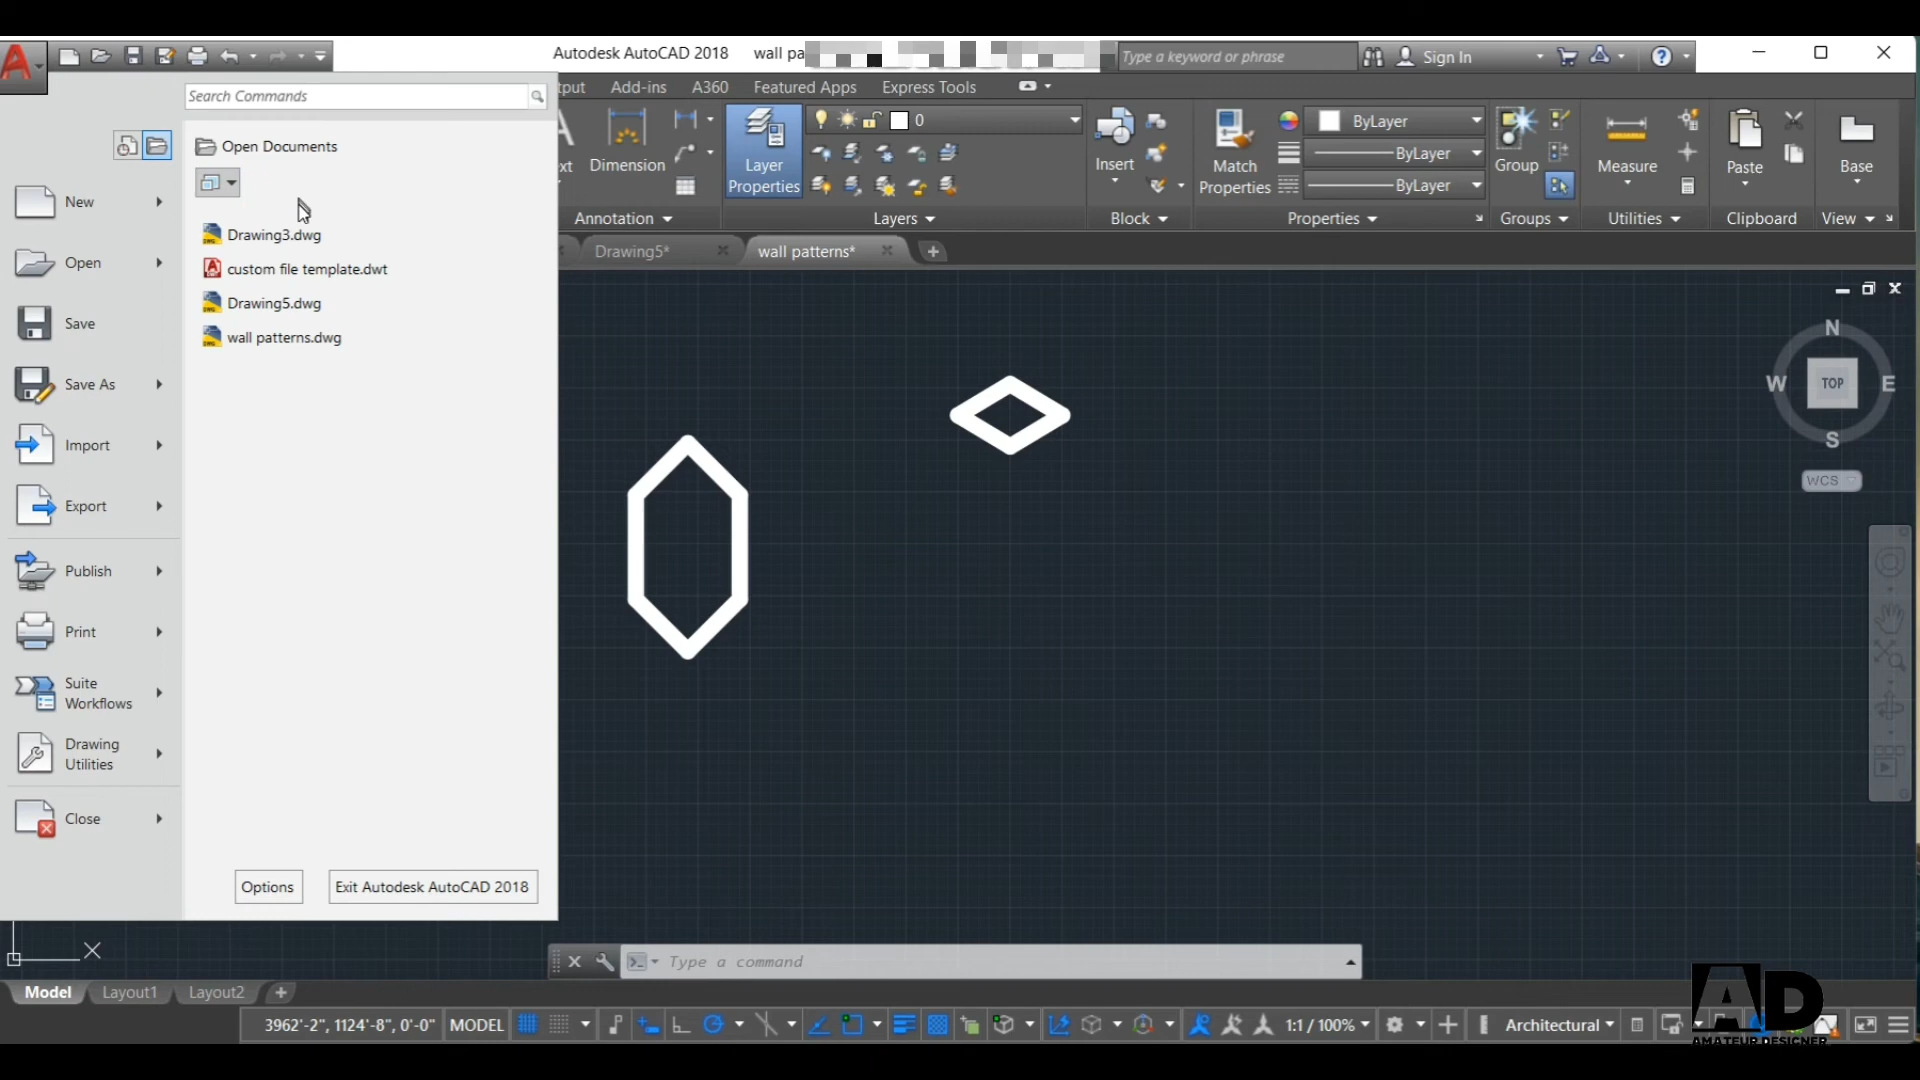 Autodesk AutoCAD 2018 wall pa
Type a keyword or phrase
Sign In
Search Commands
Add-ins A360 Featured Apps Express Tools
Open Documents
0
ByLayer
ByLayer
ByLayer
Dimension
Layer
Properties
Insert
Match
Properties
Group
Measure
Paste
Base
Annotation
Layers
Block
Properties
Groups
Utilities
Clipboard
View
New
Open
Save
Save As
Import
Export
Publish
Print
Suite
Workflows
Drawing
Utilities
Close
Drawing3.dwg
custom file template.dwt
Drawing5.dwg
wall patterns.dwg
Options
Exit Autodesk AutoCAD 2018
Drawing5*
wall patterns*
N
W TOP E
S
WCS
X
Type a command
Model Layout1 Layout2
3962'-2", 1124'-8", 0'-0" MODEL
1:1 / 100%
Architectural
AD
AMATEUR DESIGNER